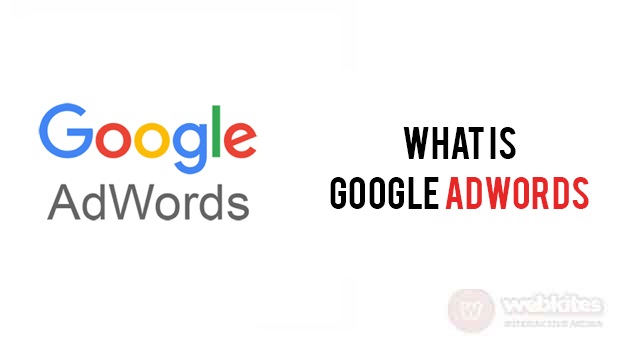 Google
AdWords
WHAT IS
GOOGLE ADWORDS
webkites
INTERACTIVE MEDIA